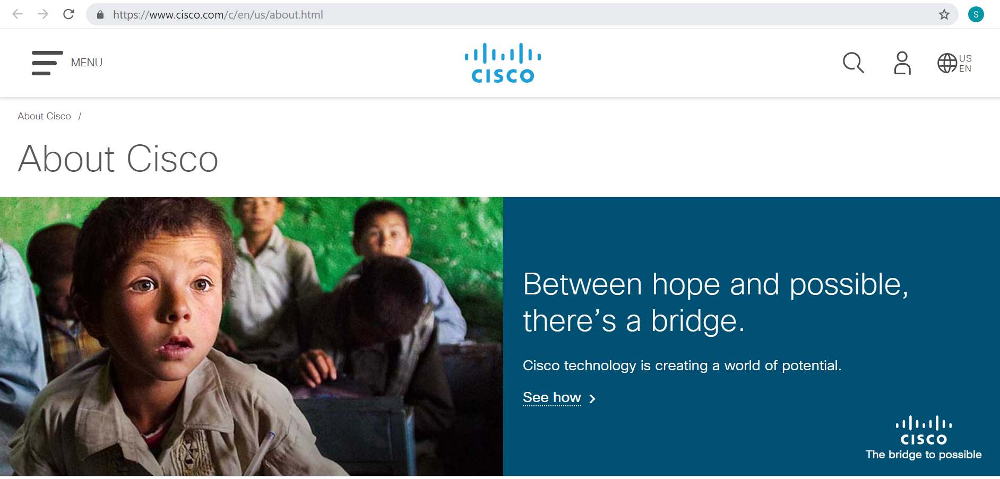 https://www.cisco.com/c/en/us/about.html
S
MENU
CISCO
US
EN
About Cisco /
About Cisco
Between hope and possible,
there’s a bridge.
Cisco technology is creating a world of potential.
See how
CISCO
The bridge to possible